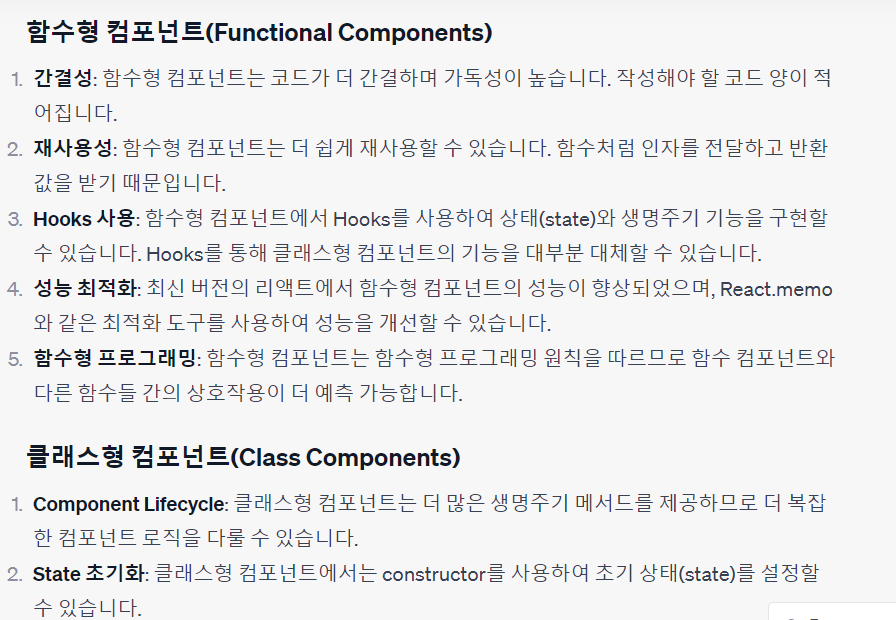 함수형 컴포넌트(Functional Components)
1. 간결성: 함수형 컴포넌트는 코드가 더 간결하며 가독성이 높습니다. 작성해야 할 코드 양이 적
어집니다.
2. 재사용성: 함수형 컴포넌트는 더 쉽게 재사용할 수 있습니다. 함수처럼 인자를 전달하고 반환
값을 받기 때문입니다.
3. Hooks 사용: 함수형 컴포넌트에서 Hooks를 사용하여 상태(state)와 생명주기 기능을 구현할
수 있습니다. Hooks를 통해 클래스형 컴포넌트의 기능을 대부분 대체할 수 있습니다.
4. 성능 최적화: 최신 버전의 리액트에서 함수형 컴포넌트의 성능이 향상되었으며, React.memo
와 같은 최적화 도구를 사용하여 성능을 개선할 수 있습니다.
5. 함수형 프로그래밍: 함수형 컴포넌트는 함수형 프로그래밍 원칙을 따르므로 함수 컴포넌트와
다른 함수들 간의 상호작용이 더 예측 가능합니다.
클래스형 컴포넌트(Class Components)
1. Component Lifecycle: 클래스형 컴포넌트는 더 많은 생명주기 메서드를 제공하므로 더 복잡
한 컴포넌트 로직을 다룰 수 있습니다.
2. State 초기화: 클래스형 컴포넌트에서는 constructor를 사용하여 초기 상태(state)를 설정할
수 있습니다.